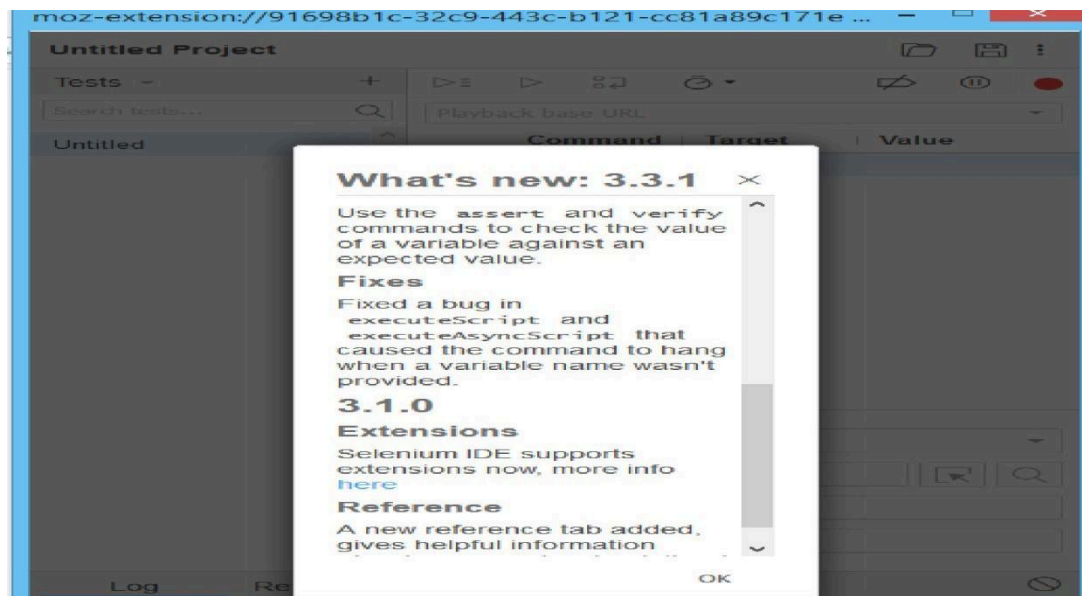 moz-extension://91698b1c-32c9-443c-b121-cc81a89c171e ...
Untitled Project
Tests
Search tests...
Playback base URL
Untitled
Command Target Value
What's new: 3.3.1
Use the assert and verify
commands to check the value
of a variable against an
expected value.
Fixes
Fixed a bug in
executeScript and
executeAsyncScript that
caused the command to hang
when a variable name wasn't
provided.
3.1.0
Extensions
Selenium IDE supports
extensions now, more info
here
Reference
A new reference tab added,
gives helpful information
OK
Log Re